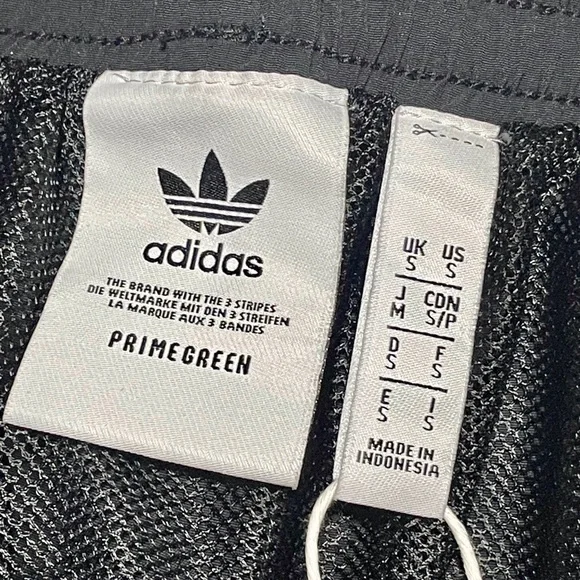 adidas
THE BRAND WITH THE 3 STRIPES
DIE WELTMARKE MIT DEN 3 STREIFEN
LA MARQUE AUX 3 BANDES
PRIMEGREEN
UK US
S S
J CDN
M S/P
D F
S S
E I
S S
MADE IN
INDONESIA